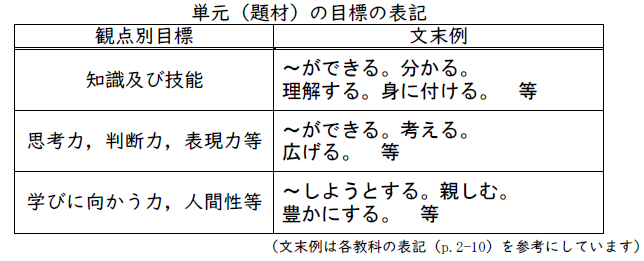 単元（題材）の目標の表記
観点別目標
文末例
知識及び技能
～ができる。分かる。
理解する。身に付ける。　等
思考力，判断力，表現力等
～ができる。考える。
広げる。　等
学びに向かう力，人間性等
～しようとする。親しむ。
豊かにする。　等
（文末例は各教科の表記（p.2-10）を参考にしています）